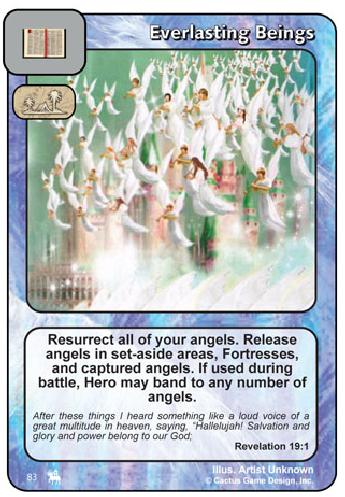 Everlasting Beings
Resurrect all of your angels. Release
angels in set-aside areas, Fortresses,
and captured angels. If used during
battle, Hero may band to any number of
angels.
After these things I heard something like a loud voice of a
great multitude in heaven, saying, "Hallelujah! Salvation and
glory and power belong to our God;
Revelation 19:1
Illus. Artist Unknown
83 © Cactus Game Design, Inc.